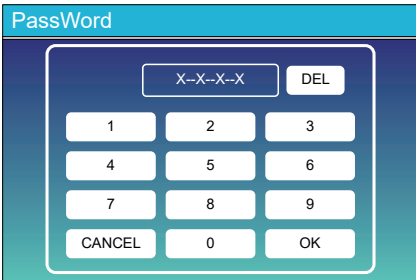 PassWord
X--X--X--X DEL
1 2 3
4 5 6
7 8 9
CANCEL 0 OK